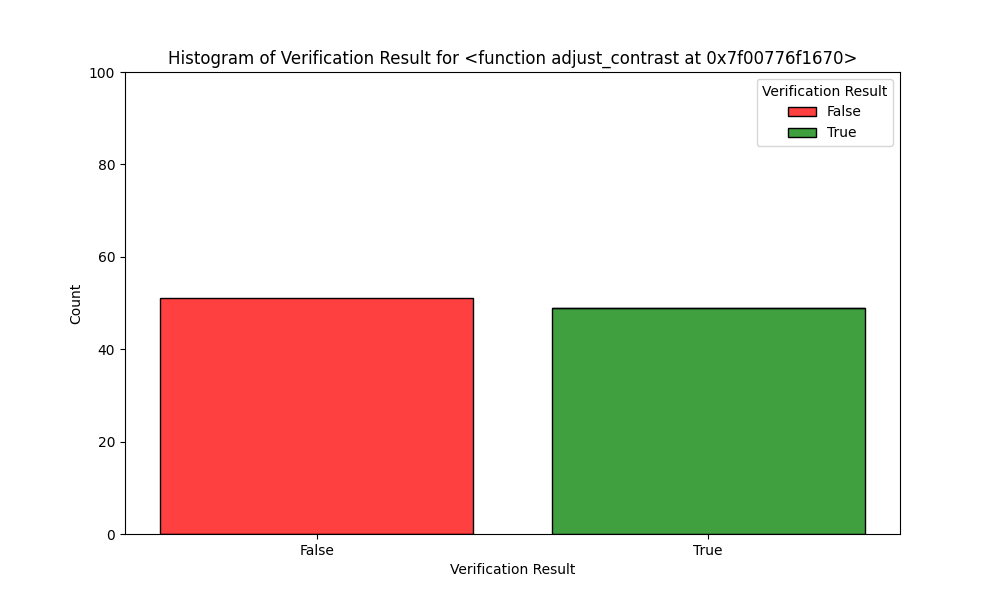 Histogram of Verification Result for <function adjust_contrast at 0x7f00776f1670>
Verification Result
False
True
100
80
60
40
20
0
Count
False
True
Verification Result